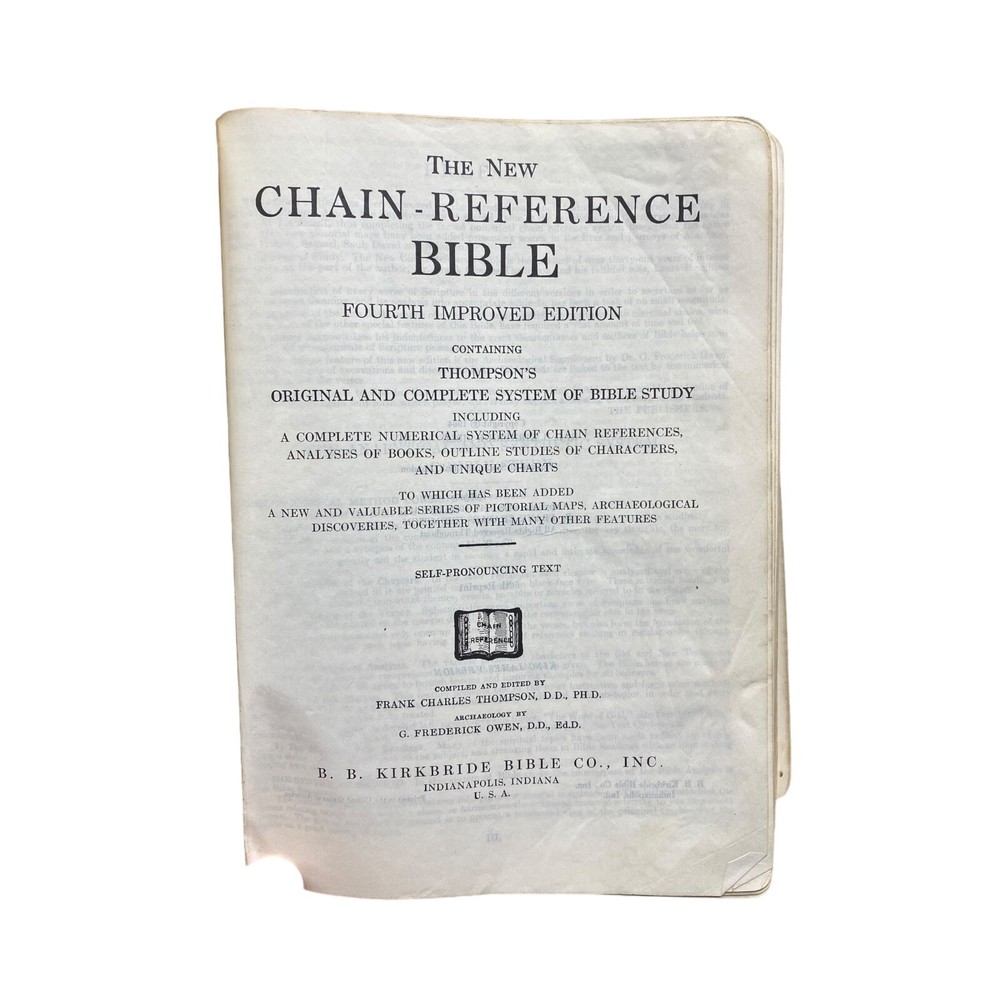 THE NEW
CHAIN-REFERENCE
BIBLE
FOURTH IMPROVED EDITION
CONTAINING
THOMPSON'S
ORIGINAL AND COMPLETE SYSTEM OF BIBLE STUDY
INCLUDING
A COMPLETE NUMERICAL SYSTEM OF CHAIN REFERENCES,
ANALYSES OF BOOKS, OUTLINE STUDIES OF CHARACTERS,
AND UNIQUE CHARTS
TO WHICH HAS BEEN ADDED
A NEW AND VALUABLE SERIES OF PICTORIAL MAPS, ARCHAEOLOGICAL
DISCOVERIES, TOGETHER WITH MANY OTHER FEATURES
SELF-PRONOUNCING TEXT
CHAIN
REFERENCE
COMPILED AND EDITED BY
FRANK CHARLES THOMPSON, D.D., PH.D.
ARCHAEOLOGY BY
G. FREDERICK OWEN, D.D., Ed.D.
B. B. KIRKBRIDE BIBLE CO., INC.
INDIANAPOLIS, INDIANA
U. S. A.